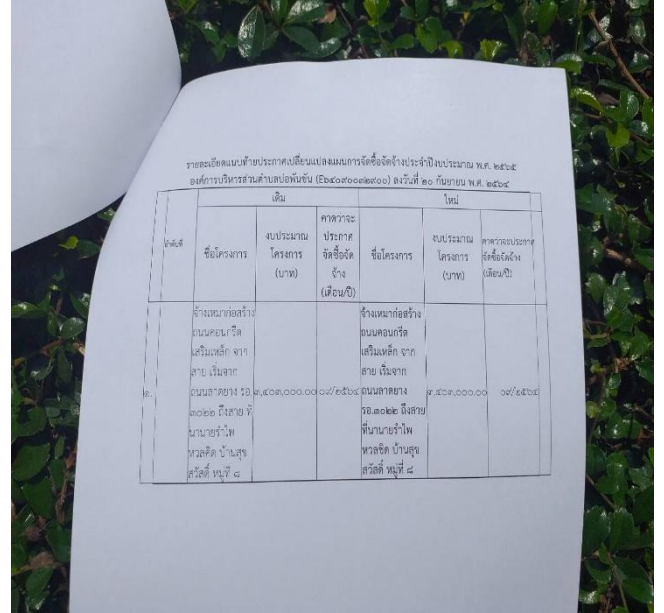 รายละเอียดแนบท้ายประกาศเปลี่ยนแปลงแผนการจัดซื้อจัดจ้างประจำปีงบประมาณ พ.ศ. ๒๕๖๕
องค์การบริหารส่วนตำบลบ่อพันขัน (E๖๔๐๙๐๐๓๒๙๐๐) ลงวันที่ ๒๐ กันยายน พ.ศ. ๒๕๖๔
เดิม ใหม่
ลำดับที่
ชื่อโครงการ
งบประมาณ
โครงการ
(บาท)
คาดว่าจะ
ประกาศ
จัดซื้อจัด
จ้าง
(เดือน/ปี)
ชื่อโครงการ
งบประมาณ
โครงการ
(บาท)
คาดว่าจะประกาศ
จัดซื้อจัดจ้าง
(เดือน/ปี)
๑.
จ้างเหมาก่อสร้าง
ถนนคอนกรีต
เสริมเหล็ก จาก
สาย เริ่มจาก
ถนนลาดยาง รอ.
๓๐๒๒ ถึงสาย ที่
นานายรำไพ
หวลคิด บ้านสุข
สวัสดิ์ หมู่ที่ ๘
๓,๔๐๓,๐๐๐.๐๐
๐๙/๒๕๖๔
จ้างเหมาก่อสร้าง
ถนนคอนกรีต
เสริมเหล็ก จาก
สาย เริ่มจาก
ถนนลาดยาง
รอ.๓๐๒๒ ถึงสาย
ที่นานายรำไพ
หวลคิด บ้านสุข
สวัสดิ์ หมู่ที่ ๘
๓,๔๐๓,๐๐๐.๐๐
๐๙/๒๕๖๔